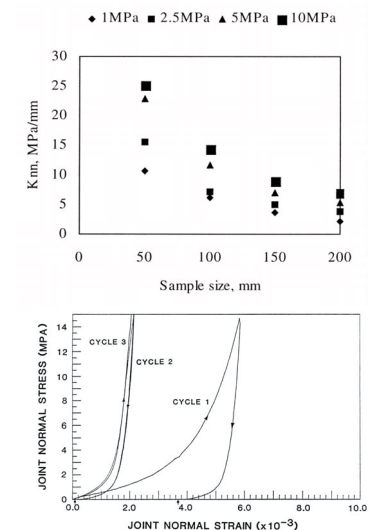 ◆ 1MPa ■ 2.5MPa ▲ 5MPa ■ 10MPa
30
25
20
15
10
5
0
Knn, MPa/mm
0 50 100 150 200
Sample size, mm
14
12
10
8
6
4
2
0
JOINT NORMAL STRESS (MPA)
CYCLE 3
CYCLE 2
CYCLE 1
0.0 2.0 4.0 6.0 8.0 10.0
JOINT NORMAL STRAIN (x10⁻³)